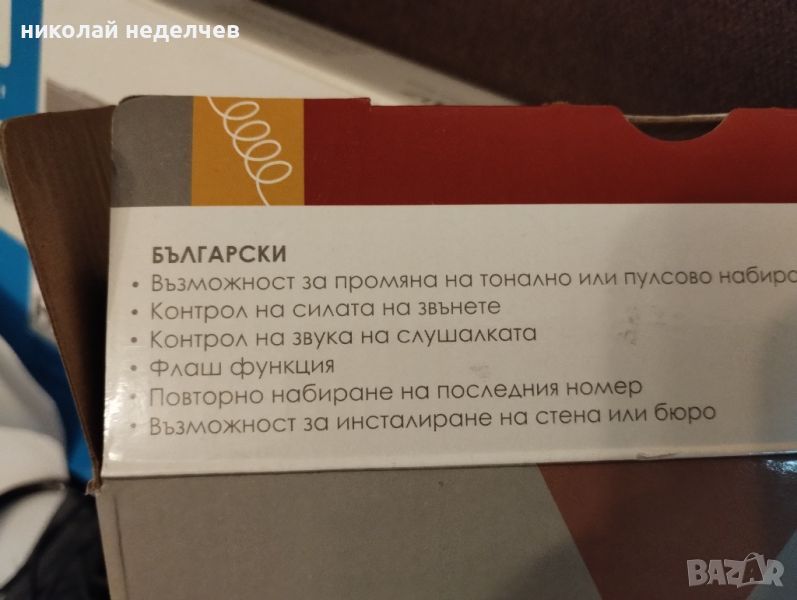 николай неделчев
БЪЛГАРСКИ
• Възможност за промяна на тонално или пулсово
• Контрол на силата на звънете
• Контрол на звука на слушалката
• Флаш функция
• Повторно набиране на последния номер
• Възможност за инсталиране на стена или бюро
BAZAR